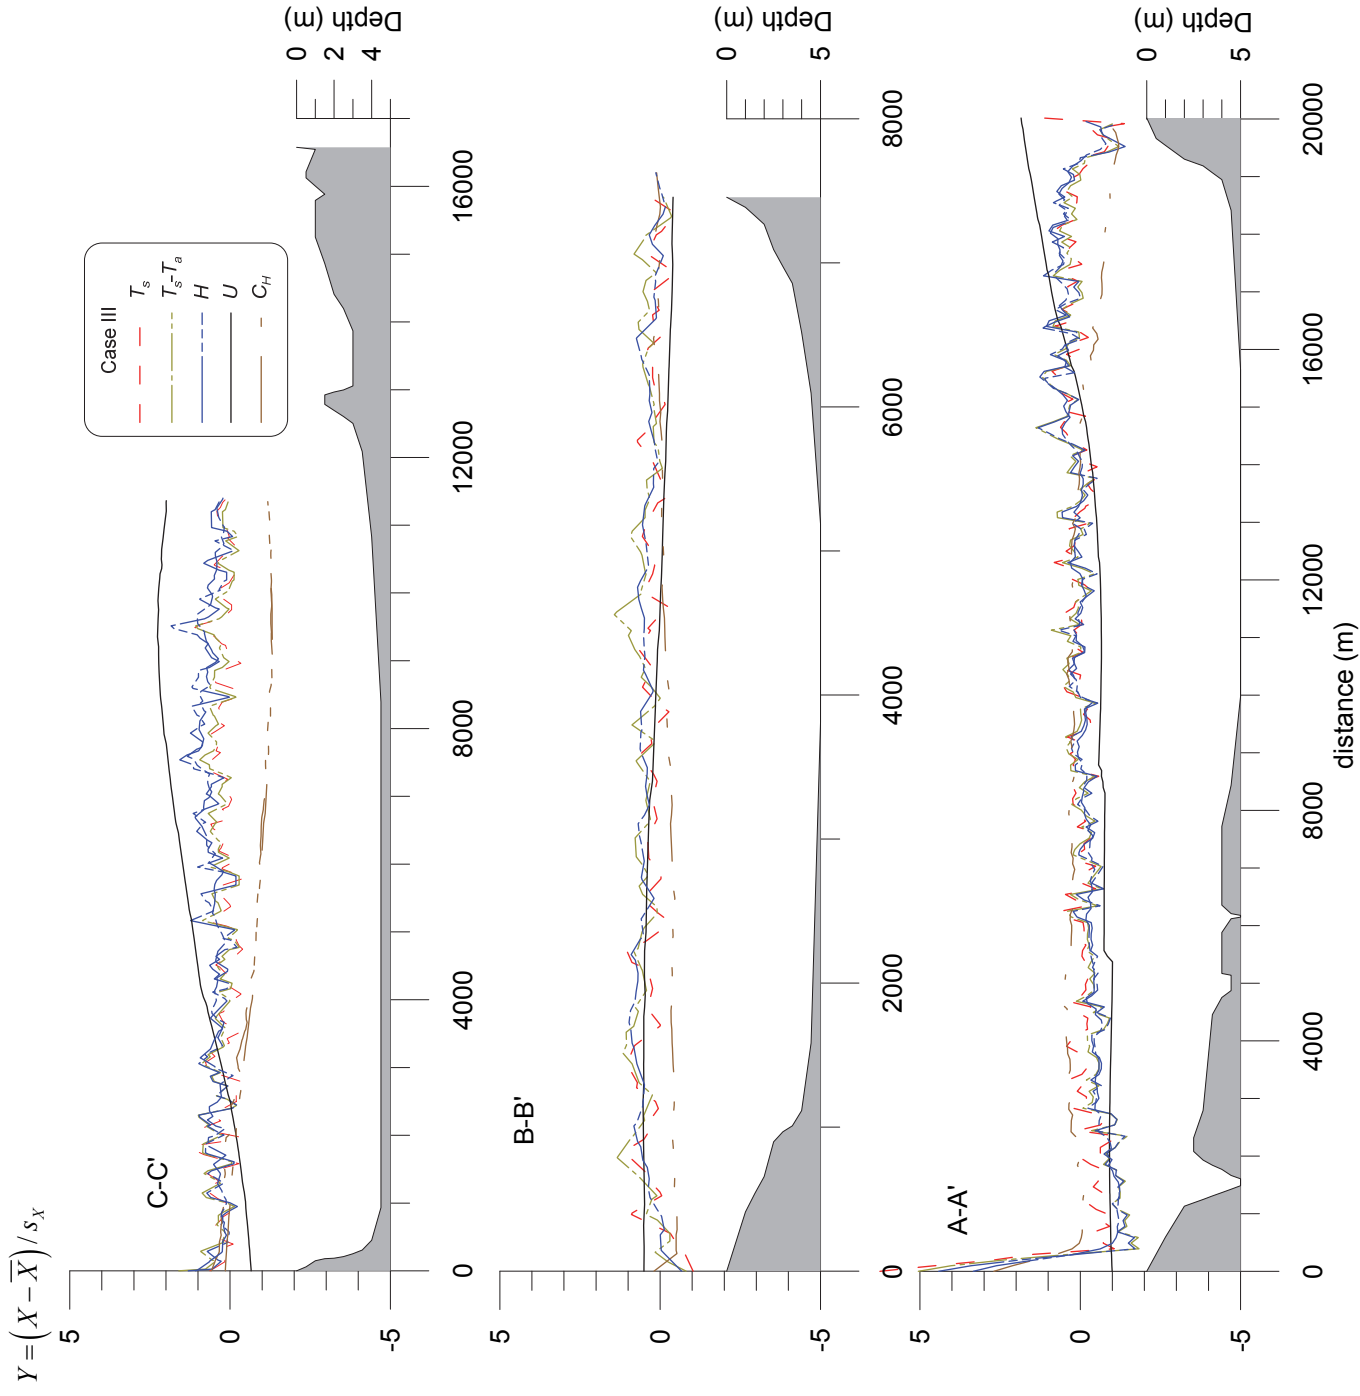 Y = (X − X̄) / s_X
Case III
T_s
T_s-T_a
H
U
C_H
C-C'
5
0
-5
0
4000
8000
12000
16000
0
2
4
Depth (m)
B-B'
5
0
-5
0
2000
4000
6000
8000
0
5
Depth (m)
A-A'
5
0
-5
0
4000
8000
12000
16000
20000
0
5
Depth (m)
distance (m)